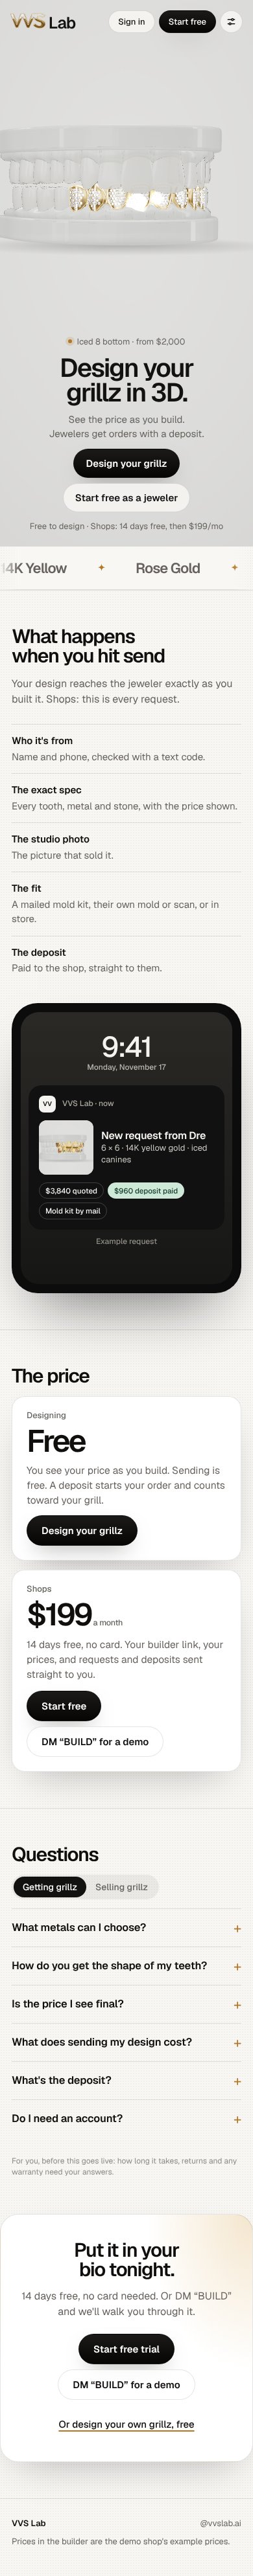 VVS Lab
Sign in
Start free
Iced 8 bottom · from $2,000
Design your
grillz in 3D.
See the price as you build.
Jewelers get orders with a deposit.
Design your grillz
Start free as a jeweler
Free to design · Shops: 14 days free, then $199/mo
14K Yellow ✦ Rose Gold ✦
What happens
when you hit send
Your design reaches the jeweler exactly as you
built it. Shops: this is every request.
Who it's from
Name and phone, checked with a text code.
The exact spec
Every tooth, metal and stone, with the price shown.
The studio photo
The picture that sold it.
The fit
A mailed mold kit, their own mold or scan, or in
store.
The deposit
Paid to the shop, straight to them.
9:41
Monday, November 17
VV
VVS Lab · now
New request from Dre
6 × 6 · 14K yellow gold · iced
canines
$3,840 quoted
$960 deposit paid
Mold kit by mail
Example request
The price
Designing
Free
You see your price as you build. Sending is
free. A deposit starts your order and counts
toward your grill.
Design your grillz
Shops
$199 a month
14 days free, no card. Your builder link, your
prices, and requests and deposits sent
straight to you.
Start free
DM “BUILD” for a demo
Questions
Getting grillz
Selling grillz
What metals can I choose? +
How do you get the shape of my teeth? +
Is the price I see final? +
What does sending my design cost? +
What's the deposit? +
Do I need an account? +
For you, before this goes live: how long it takes, returns and any
warranty need your answers.
Put it in your
bio tonight.
14 days free, no card needed. Or DM “BUILD”
and we'll walk you through it.
Start free trial
DM “BUILD” for a demo
Or design your own grillz, free
VVS Lab
@vvslab.ai
Prices in the builder are the demo shop's example prices.